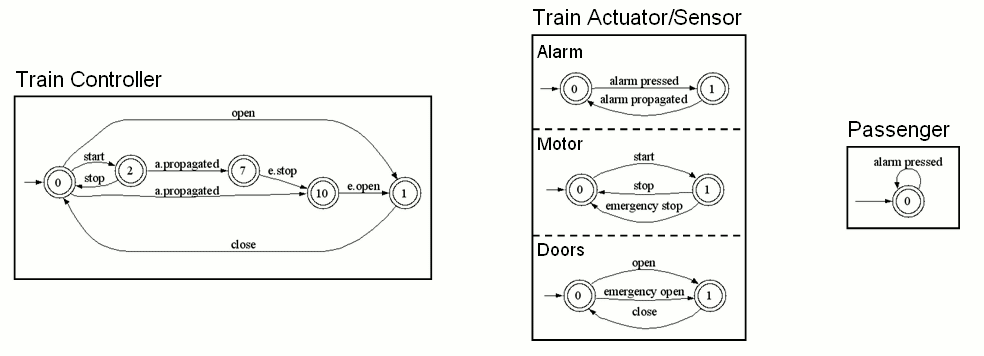 Train Controller
open
start
a.propagated
e.stop
0
2
7
stop
a.propagated
10
e.open
1
close
Train Actuator/Sensor
Alarm
alarm pressed
0
1
alarm propagated
Motor
start
0
stop
1
emergency stop
Doors
open
0
emergency open
1
close
Passenger
alarm pressed
0